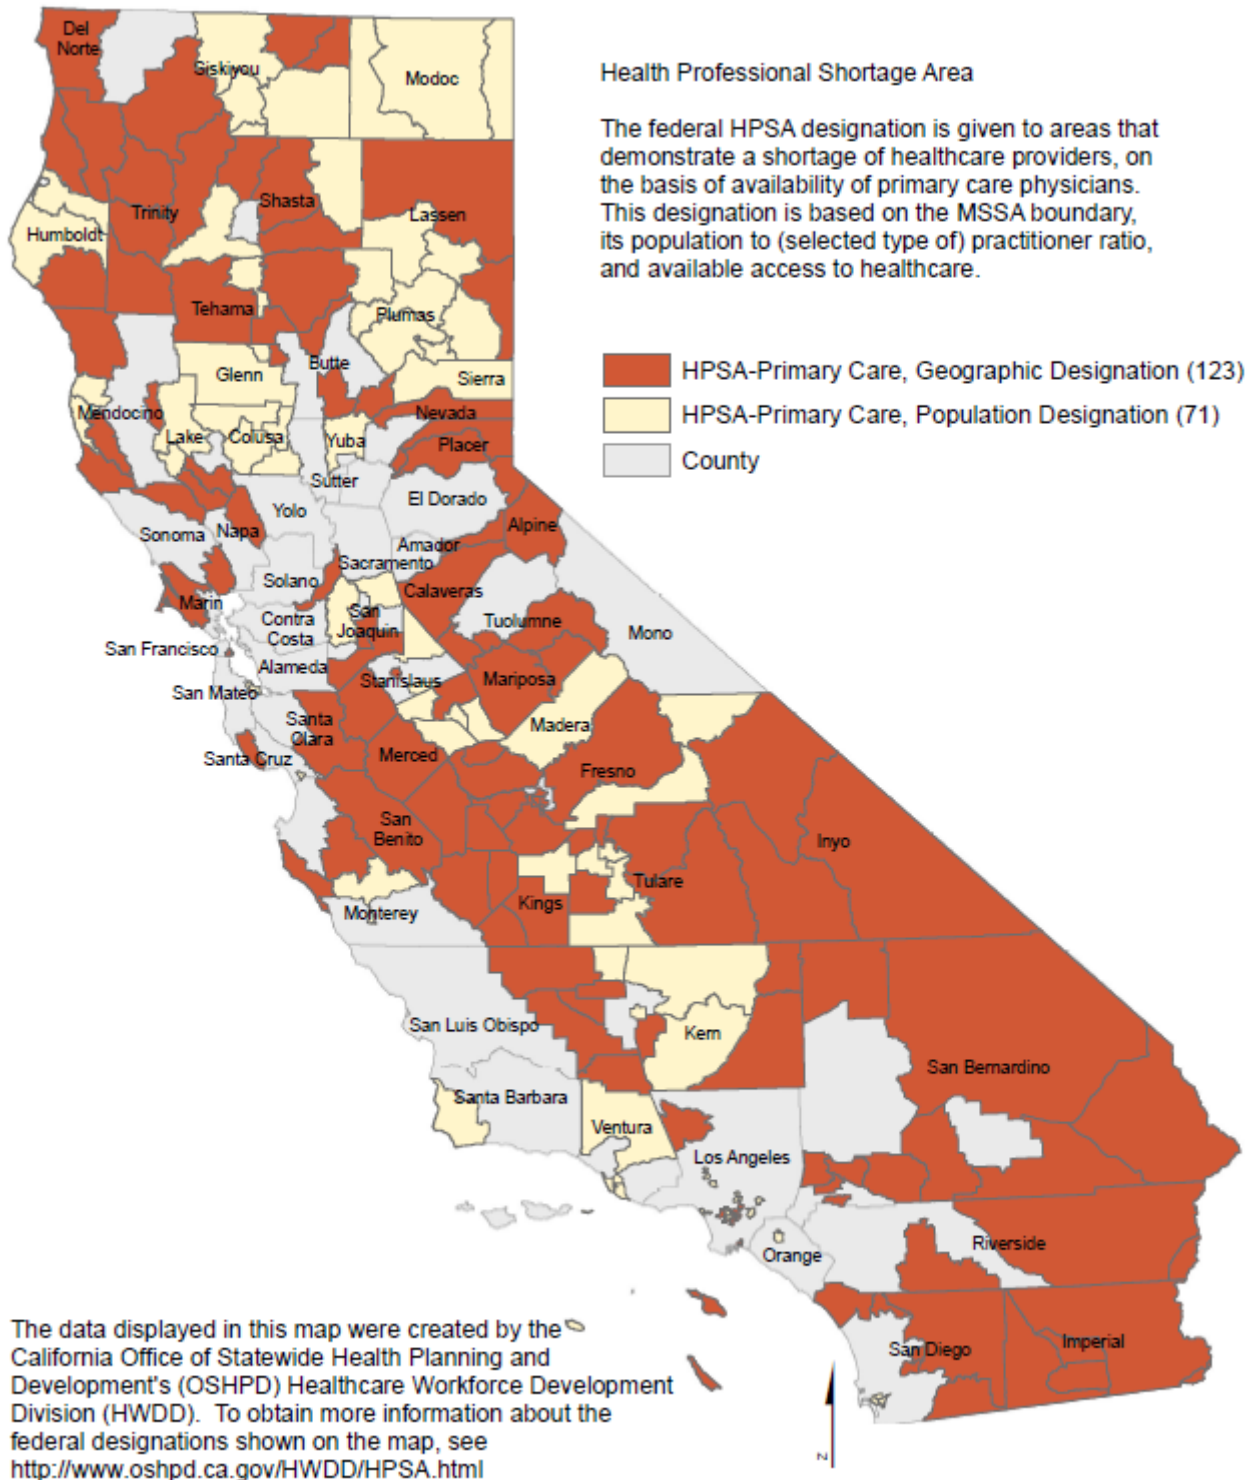 Del
Norte
Siskiyou
Modoc
Health Professional Shortage Area
The federal HPSA designation is given to areas that
demonstrate a shortage of healthcare providers, on
the basis of availability of primary care physicians.
This designation is based on the MSSA boundary,
its population to (selected type of) practitioner ratio,
and available access to healthcare.
Shasta
Trinity
Lassen
Humboldt
Tehama
Plumas
Butte
Glenn
Sierra
HPSA-Primary Care, Geographic Designation (123)
HPSA-Primary Care, Population Designation (71)
County
Mendocino
Nevada
Lake
Colusa
Yuba
Placer
Sutter
El Dorado
Yolo
Sonoma
Napa
Alpine
Amador
Sacramento
Solano
Calaveras
Marin
Contra
Costa
San
Joaquin
Tuolumne
Mono
San Francisco
Alameda
Stanislaus
Mariposa
San Mateo
Santa
Clara
Madera
Santa Cruz
Merced
Fresno
San
Benito
Inyo
Tulare
Kings
Monterey
San Luis Obispo
Kern
San Bernardino
Santa Barbara
Ventura
Los Angeles
Orange
Riverside
San Diego
Imperial
The data displayed in this map were created by the
California Office of Statewide Health Planning and
Development's (OSHPD) Healthcare Workforce Development
Division (HWDD). To obtain more information about the
federal designations shown on the map, see
http://www.oshpd.ca.gov/HWDD/HPSA.html
N